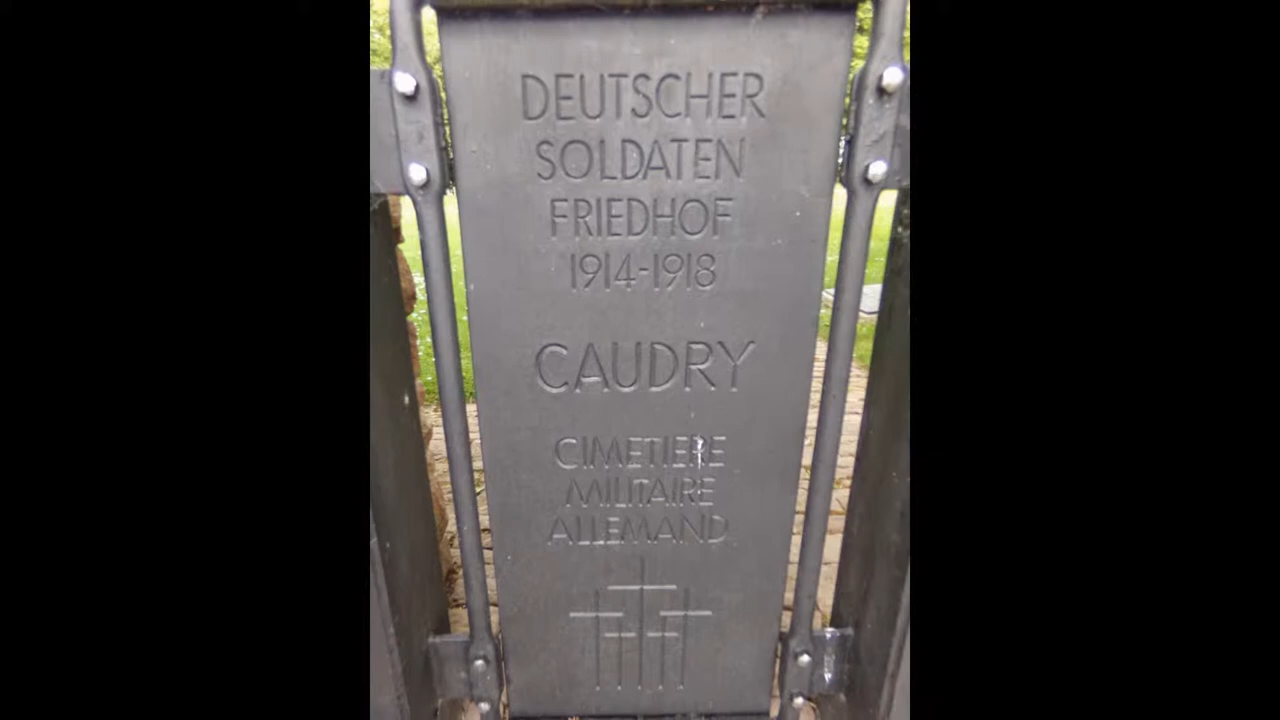 DEUTSCHER
SOLDATEN
FRIEDHOF
1914-1918
CAUDRY
CIMETIERE
MILITAIRE
ALLEMAND